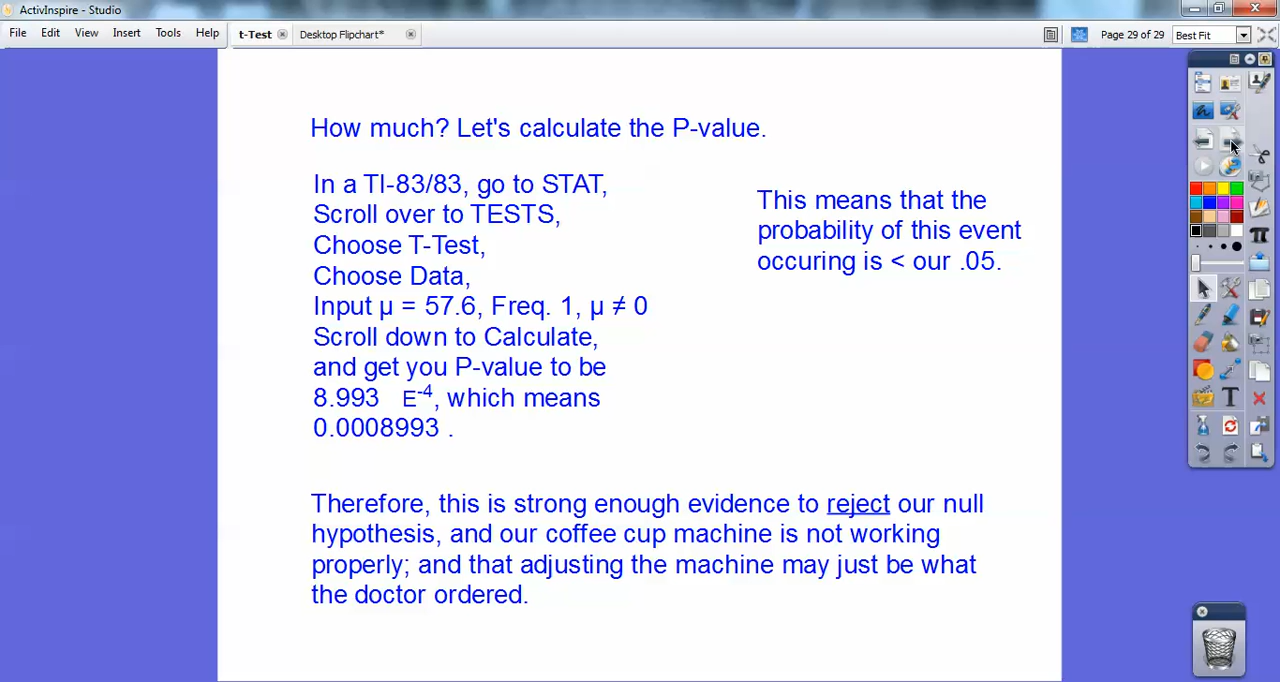 ActivInspire - Studio
File Edit View Insert Tools Help
t-Test Desktop Flipchart*
Page 29 of 29 Best Fit
How much? Let's calculate the P-value.
In a TI-83/83, go to STAT,
Scroll over to TESTS,
Choose T-Test,
Choose Data,
Input µ = 57.6, Freq. 1, µ ≠ 0
Scroll down to Calculate,
and get you P-value to be
8.993 E-4, which means
0.0008993 .
This means that the
probability of this event
occuring is < our .05.
Therefore, this is strong enough evidence to reject our null
hypothesis, and our coffee cup machine is not working
properly; and that adjusting the machine may just be what
the doctor ordered.